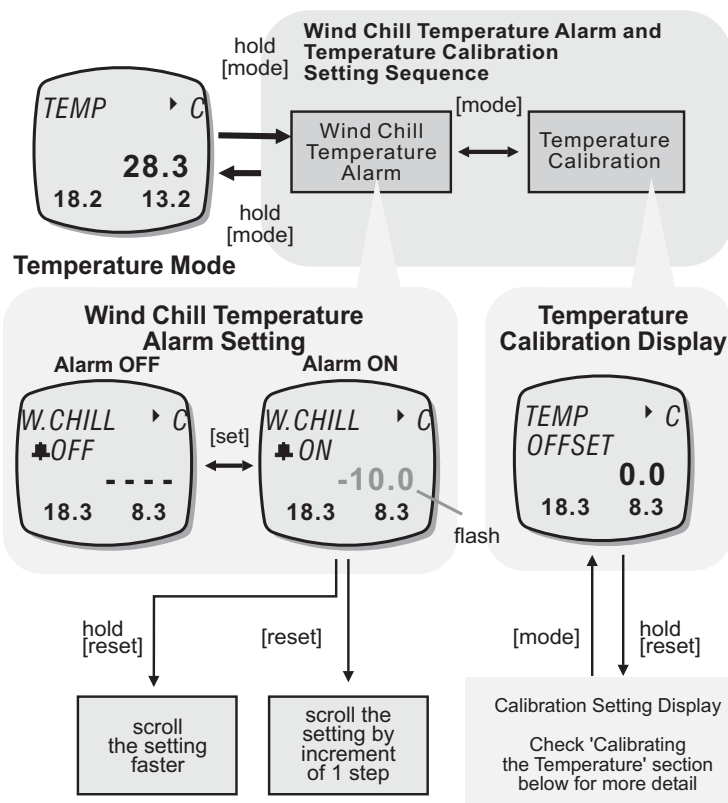 Wind Chill Temperature Alarm and
Temperature Calibration
Setting Sequence
hold
[mode]
TEMP ▸ C
28.3
18.2 13.2
Wind Chill
Temperature
Alarm
[mode]
Temperature
Calibration
hold
[mode]
Temperature Mode
Wind Chill Temperature
Alarm Setting
Alarm OFF
Alarm ON
W.CHILL ▸ C
OFF
- - - -
18.3 8.3
[set]
W.CHILL ▸ C
ON
-10.0
18.3 8.3
flash
Temperature
Calibration Display
TEMP ▸ C
OFFSET
0.0
18.3 8.3
hold
[reset]
[reset]
[mode]
hold
[reset]
scroll
the setting
faster
scroll the
setting by
increment
of 1 step
Calibration Setting Display
Check 'Calibrating
the Temperature' section
below for more detail